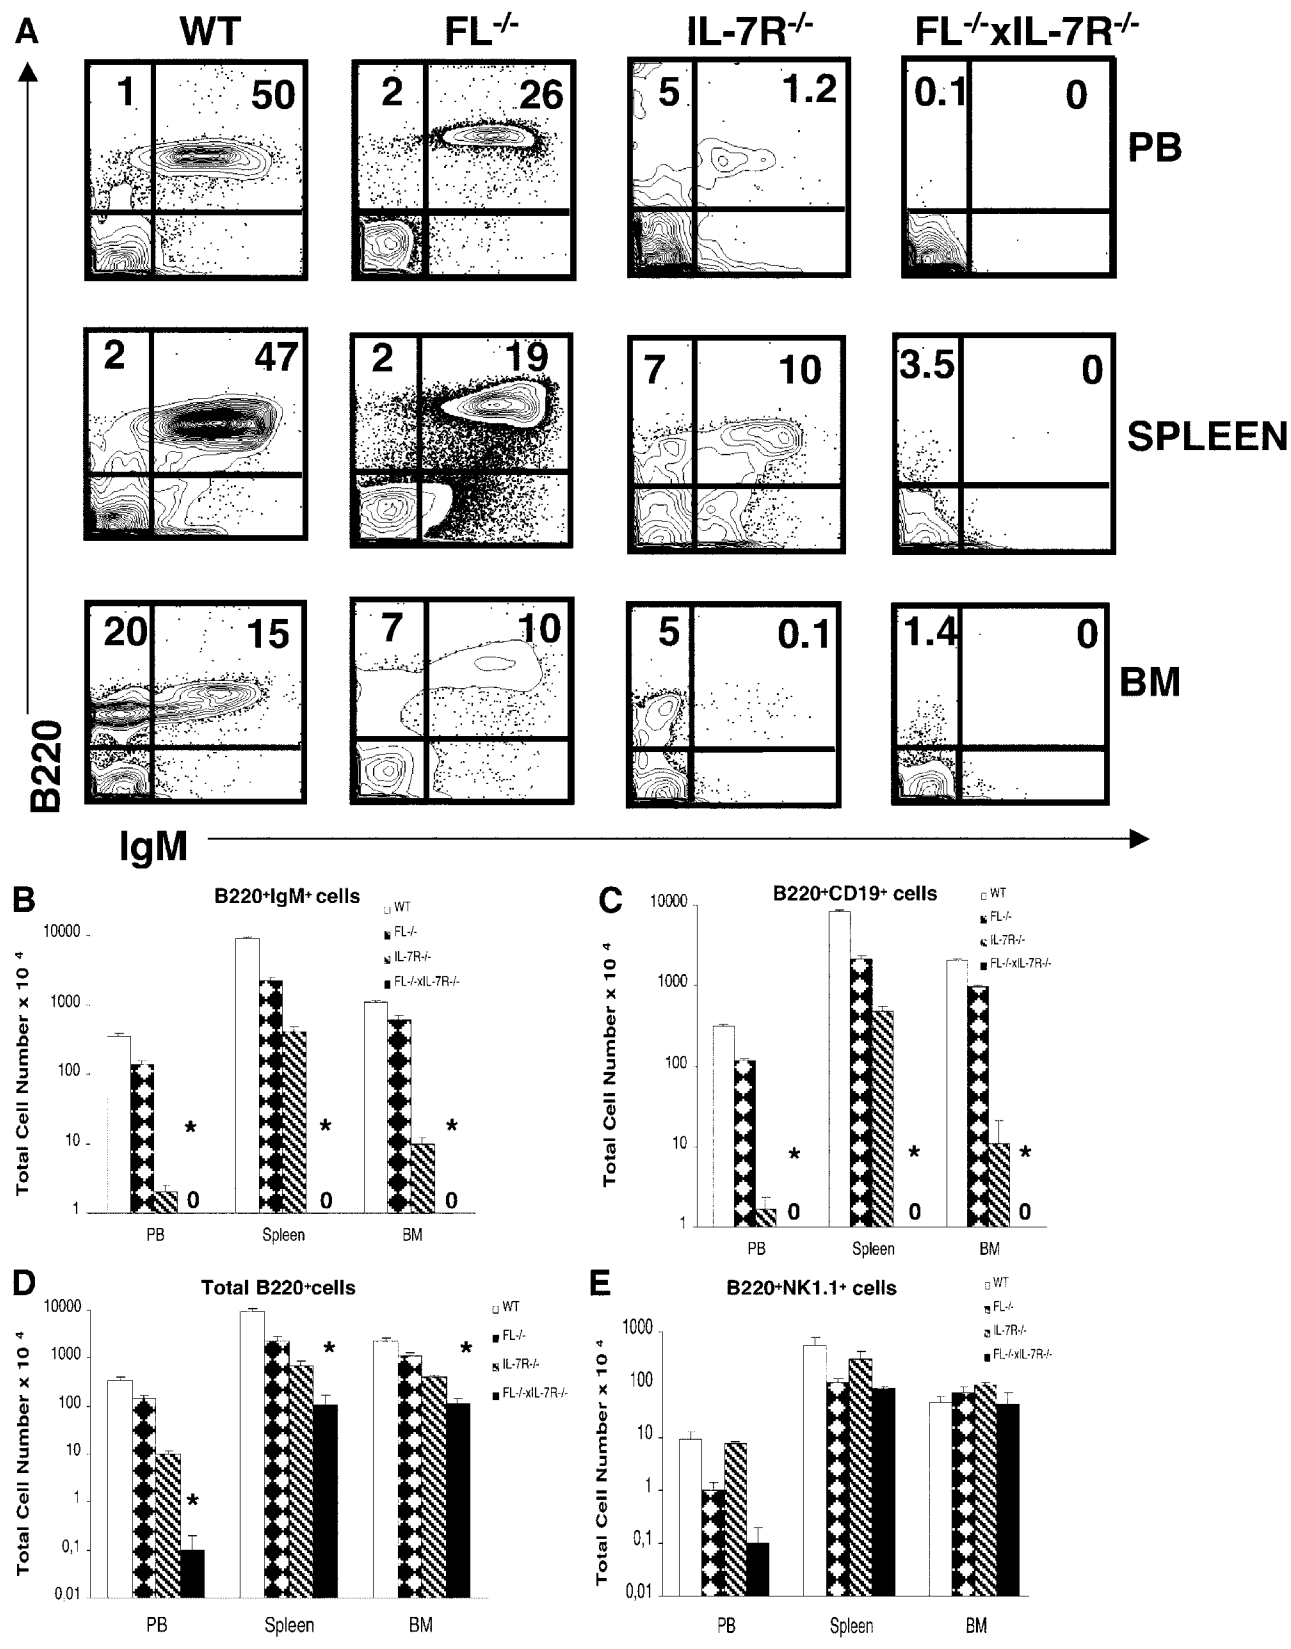 A WT FL-/- IL-7R-/- FL-/-xIL-7R-/-
1 50 2 26 5 1.2 0.1 0 PB
2 47 2 19 7 10 3.5 0 SPLEEN
20 15 7 10 5 0.1 1.4 0 BM
B220
IgM
B B220+IgM+ cells
WT
FL-/-
IL-7R-/-
FL-/-xIL-7R-/-
Total Cell Number x 10 4
10000
1000
100
10
1
* * *
0 0 0
PB Spleen BM
C B220+CD19+ cells
WT
FL-/-
IL-7R-/-
FL-/-xIL-7R-/-
Total Cell Number x 10 4
10000
1000
100
10
1
* * *
0 0 0
PB Spleen BM
D Total B220+cells
WT
FL-/-
IL-7R-/-
FL-/-xIL-7R-/-
Total Cell Number x 10 4
10000
1000
100
10
1
0,1
0,01
* * *
PB Spleen BM
E B220+NK1.1+ cells
WT
FL-/-
IL-7R-/-
FL-/-xIL-7R-/-
Total Cell Number x 10 4
1000
100
10
1
0,1
0,01
PB Spleen BM